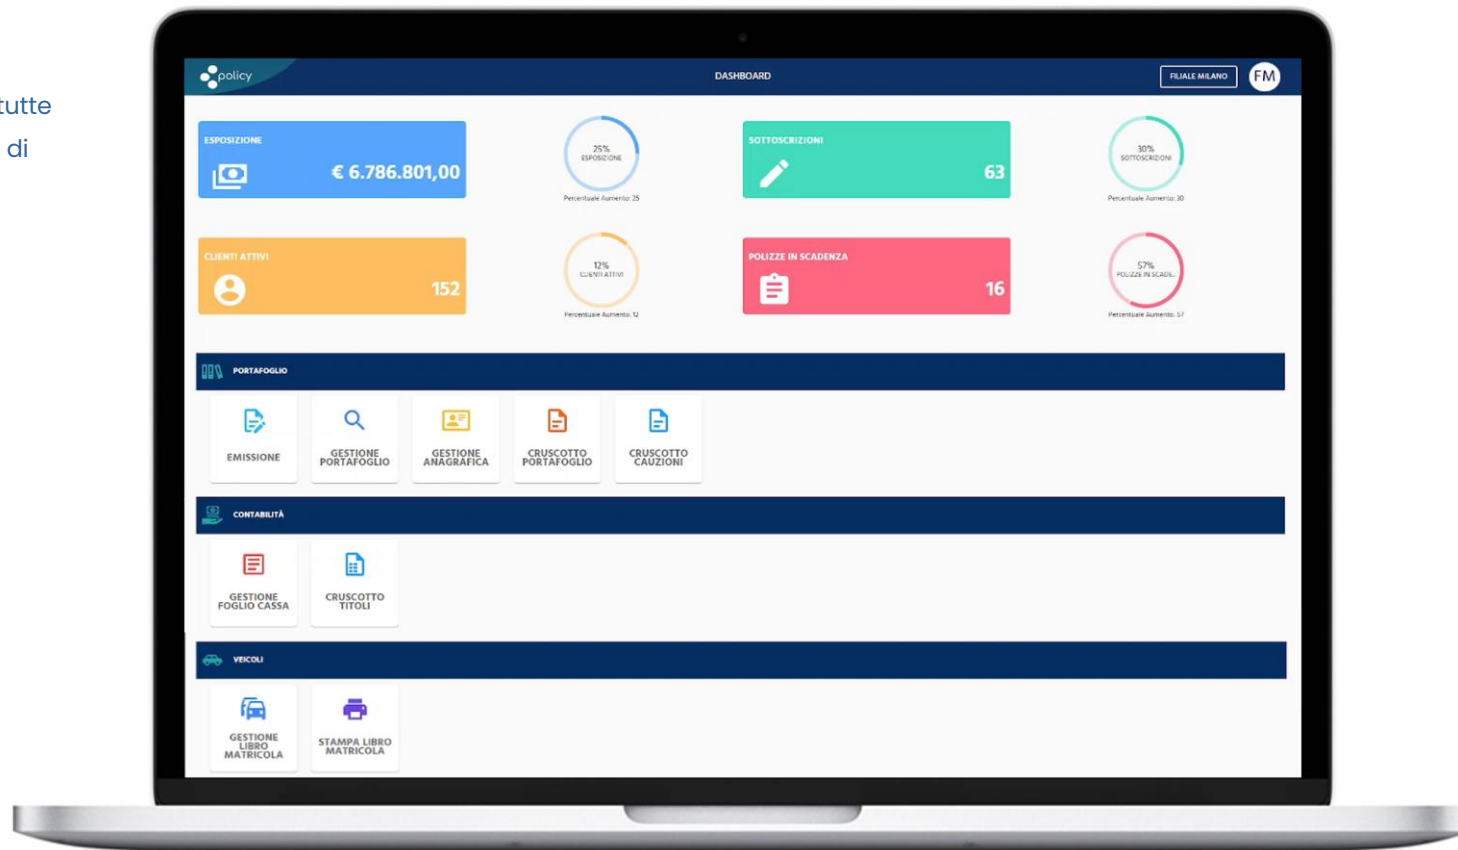 tutte
di
policy
DASHBOARD
FILIALE MILANO
FM
ESPOSIZIONE
€ 6.786.801,00
25%
ESPOSIZIONE
Percentuale Aumento: 25
SOTTOSCRIZIONI
63
30%
SOTTOSCRIZIONI
Percentuale Aumento: 30
CLIENTI ATTIVI
152
12%
CLIENTI ATTIVI
Percentuale Aumento: 12
POLIZZE IN SCADENZA
16
57%
POLIZZE IN SCADE...
Percentuale Aumento: 57
PORTAFOGLIO
EMISSIONE
GESTIONE
PORTAFOGLIO
GESTIONE
ANAGRAFICA
CRUSCOTTO
PORTAFOGLIO
CRUSCOTTO
CAUZIONI
CONTABILITÀ
GESTIONE
FOGLIO CASSA
CRUSCOTTO
TITOLI
VEICOLI
GESTIONE
LIBRO
MATRICOLA
STAMPA LIBRO
MATRICOLA